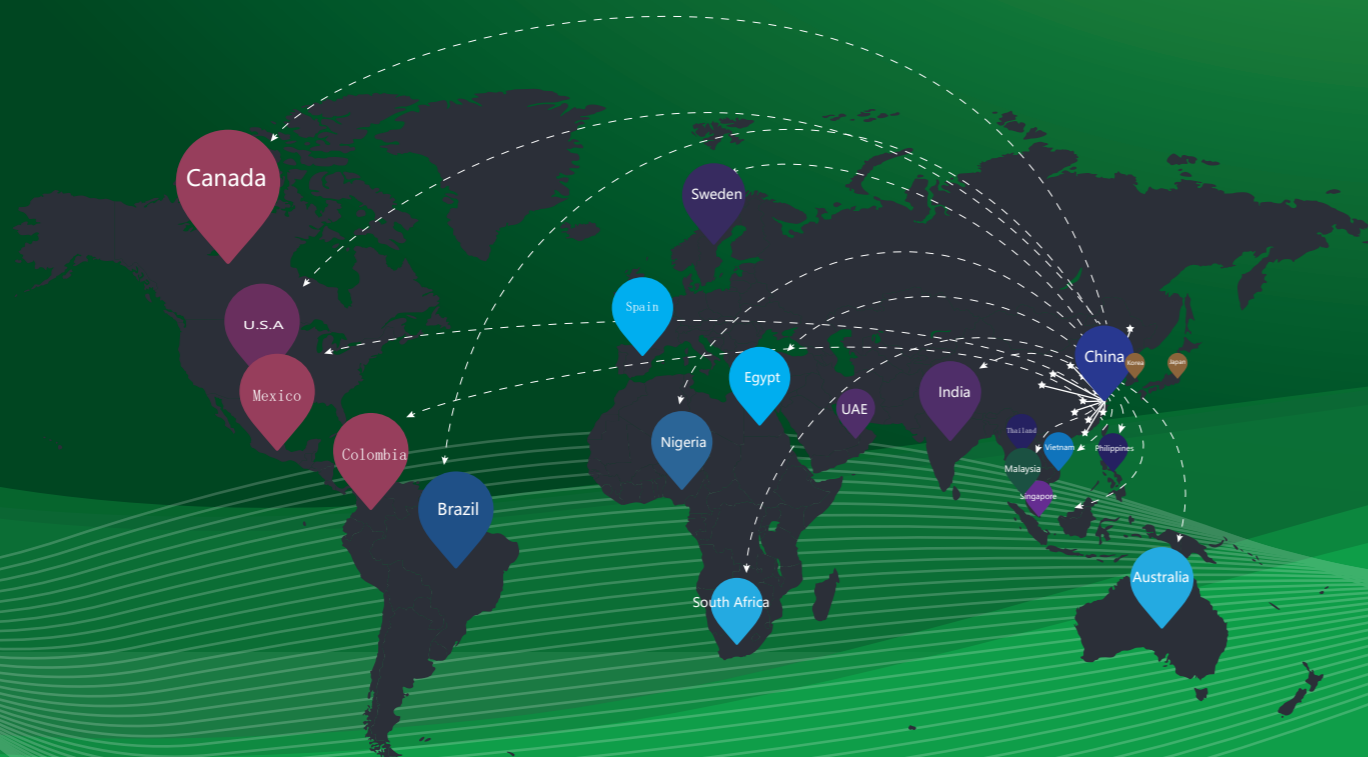 Canada
Sweden
Spain
U.S.A
China
Korea
Japan
Egypt
India
Mexico
UAE
Thailand
Nigeria
Vietnam
Philippines
Colombia
Malaysia
Singapore
Brazil
Australia
South Africa